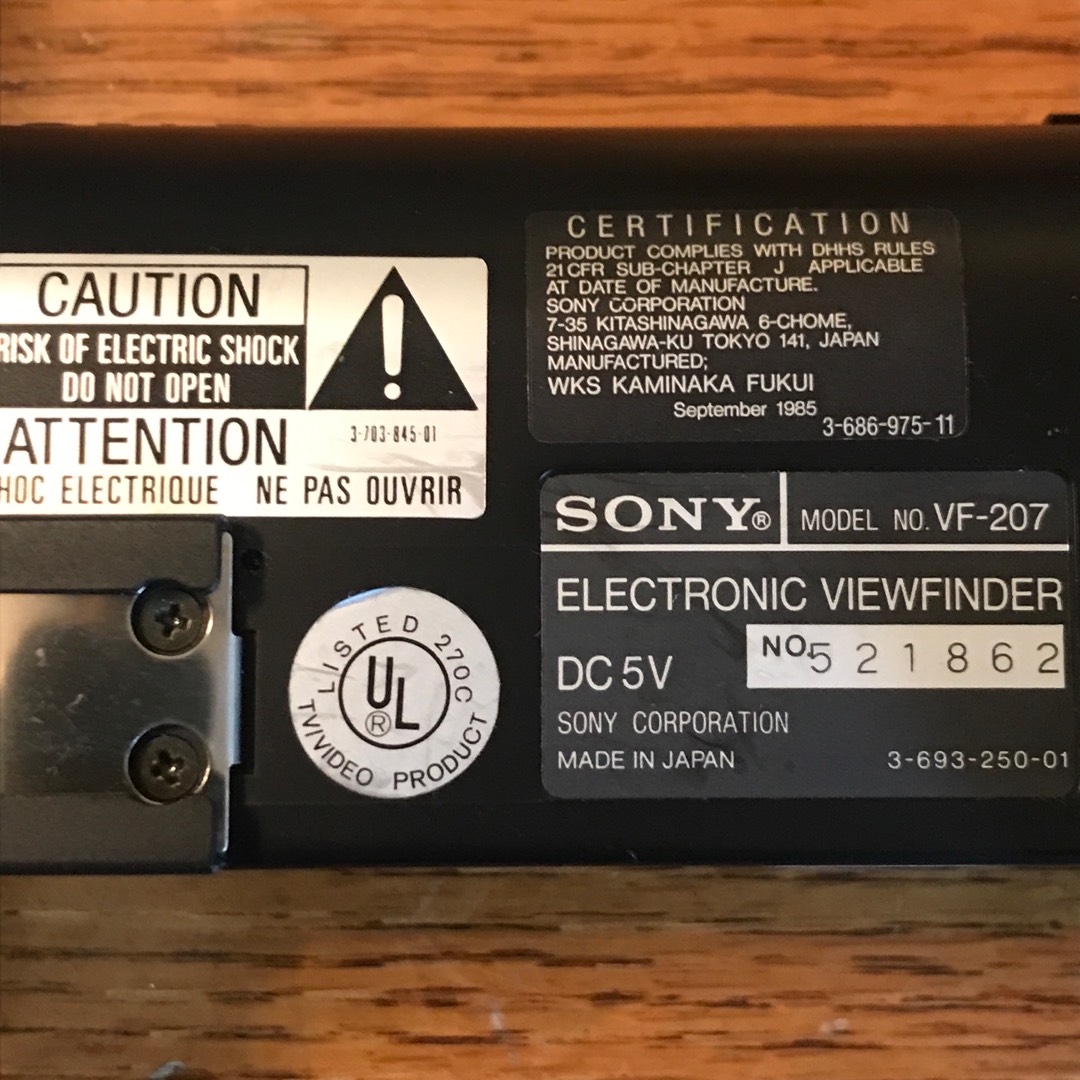 CAUTION
RISK OF ELECTRIC SHOCK
DO NOT OPEN
ATTENTION
HOC ELECTRIQUE NE PAS OUVRIR
3-703-845-01
CERTIFICATION
PRODUCT COMPLIES WITH DHHS RULES
21 CFR SUB-CHAPTER J APPLICABLE
AT DATE OF MANUFACTURE.
SONY CORPORATION
7-35 KITASHINAGAWA 6-CHOME,
SHINAGAWA-KU TOKYO 141, JAPAN
MANUFACTURED;
WKS KAMINAKA FUKUI
September 1985
3-686-975-11
LISTED 270C
UL®
TV/VIDEO PRODUCT
SONY® MODEL NO. VF-207
ELECTRONIC VIEWFINDER
DC 5V NO. 521862
SONY CORPORATION
MADE IN JAPAN 3-693-250-01